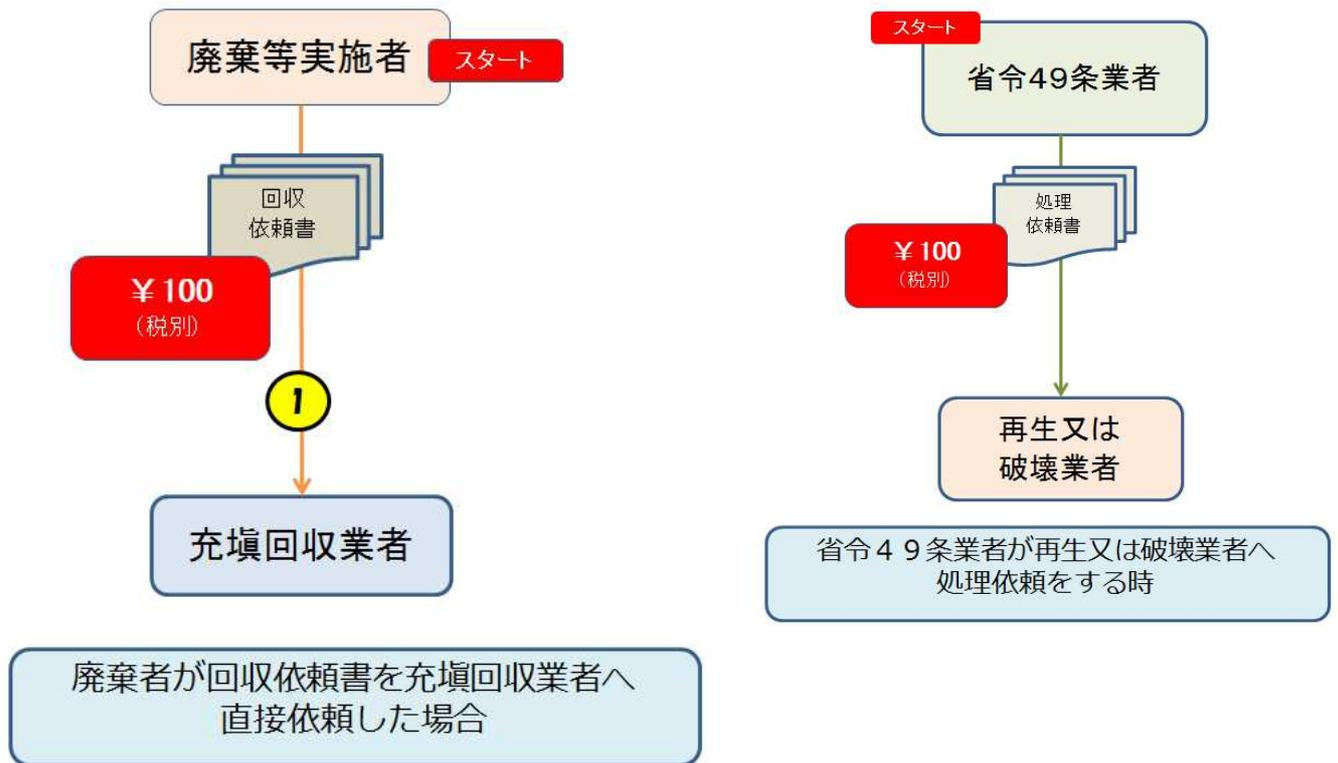 廃棄等実施者
スタート
回収
依頼書
￥100
（税別）
1
充塡回収業者
廃棄者が回収依頼書を充塡回収業者へ
直接依頼した場合
スタート
省令49条業者
処理
依頼書
￥100
（税別）
再生又は
破壊業者
省令４９条業者が再生又は破壊業者へ
処理依頼をする時